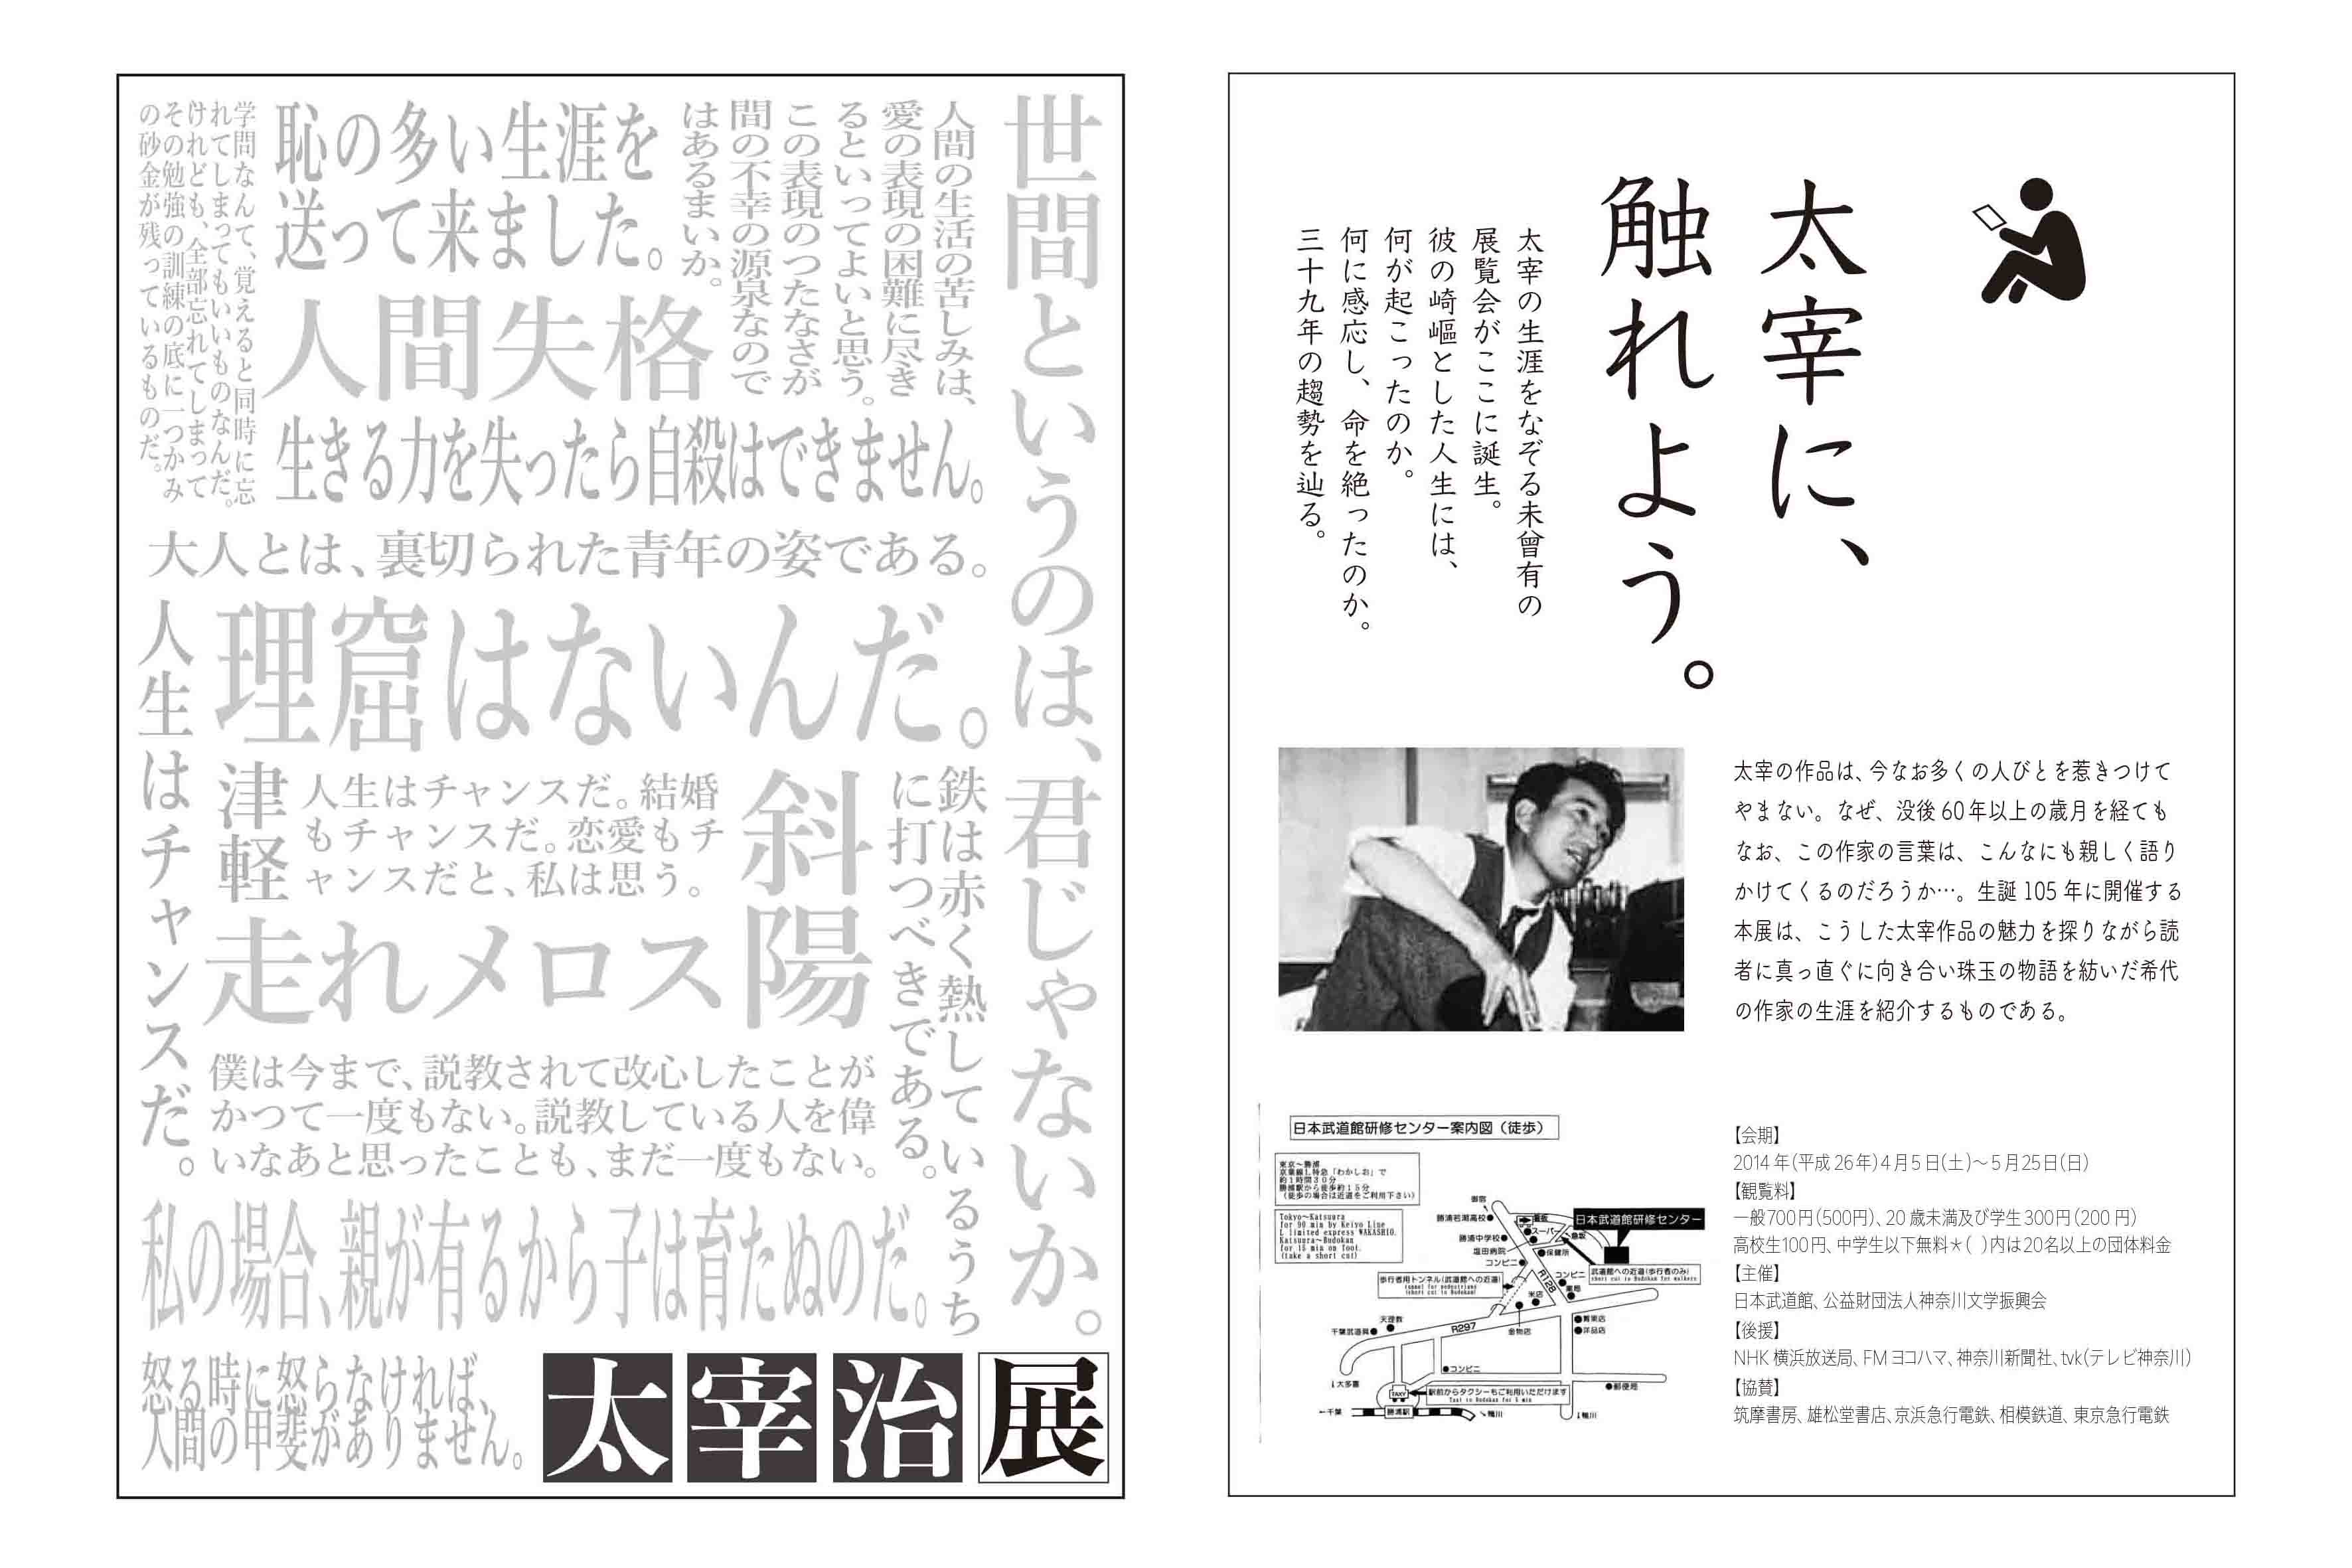 世間というのは、君じゃないか。
人間の生活の苦しみは、
愛の表現の困難に尽き
るといってよいと思う。
この表現のつたなさが
間の不幸の源泉なので
はあるまいか。
恥の多い生涯を
送って来ました。
学問なんて、覚えると同時に忘
れてしまってもいいものなんだ。
けれども、全部忘れてしまって
その勉強の訓練の底に一つかみ
の砂金が残っているものだ。
人間失格
生きる力を失ったら自殺はできません。
大人とは、裏切られた青年の姿である。
理窟はないんだ。
人生はチャンスだ。
鉄は赤く熱しているうち
に打つべきである。
斜陽
津軽
人生はチャンスだ。結婚
もチャンスだ。恋愛もチ
ャンスだと、私は思う。
走れメロス
僕は今まで、説教されて改心したことが
かつて一度もない。説教している人を偉
いなあと思ったことも、まだ一度もない。
私の場合、親が有るから子は育たぬのだ。
怒る時に怒らなければ、
人間の甲斐がありません。
太宰治展
太宰に、
触れよう。
太宰の生涯をなぞる未曾有の
展覧会がここに誕生。
彼の崎嶇とした人生には、
何が起こったのか。
何に感応し、命を絶ったのか。
三十九年の趨勢を辿る。
太宰の作品は、今なお多くの人びとを惹きつけて
やまない。なぜ、没後60年以上の歳月を経ても
なお、この作家の言葉は、こんなにも親しく語り
かけてくるのだろうか…。生誕105年に開催する
本展は、こうした太宰作品の魅力を探りながら読
者に真っ直ぐに向き合い珠玉の物語を紡いだ希代
の作家の生涯を紹介するものである。
日本武道館研修センター案内図（徒歩）
東京〜勝浦
京葉線L特急「わかしお」で
約1時間30分
勝浦駅から徒歩約15分
（徒歩の場合は近道をご利用下さい）
Tokyo~Katsuura
for 90 min by Keiyo Line
L limited express WAKASHIO.
Katsuura~Budokan
for 15 min on foot.
(take a short cut)
御宿
勝浦若潮高校
勝浦中学校
塩田病院
コンビニ
スーパー
急坂
保健所
日本武道館研修センター
武道館への近道(歩行者のみ)
short cut to Budokan for walkers
歩行者用トンネル(武道館への近道)
tunnel for pedestrians
(short cut to Budokan)
コンビニ
R128
米店
金物店
天理教
千葉武道具
R297
洋品店
コンビニ
↓大多喜
TAXY
駅前からタクシーもご利用いただけます
Taxi to Budokan for 5 min
郵便局
←千葉
勝浦駅
↘鴨川
↓鴨川
【会期】
2014年(平成26年)4月5日(土)〜5月25日(日)
【観覧料】
一般700円(500円)、20歳未満及び学生300円(200円)
高校生100円、中学生以下無料＊( )内は20名以上の団体料金
【主催】
日本武道館、公益財団法人神奈川文学振興会
【後援】
NHK横浜放送局、FMヨコハマ、神奈川新聞社、tvk(テレビ神奈川)
【協賛】
筑摩書房、雄松堂書店、京浜急行電鉄、相模鉄道、東京急行電鉄